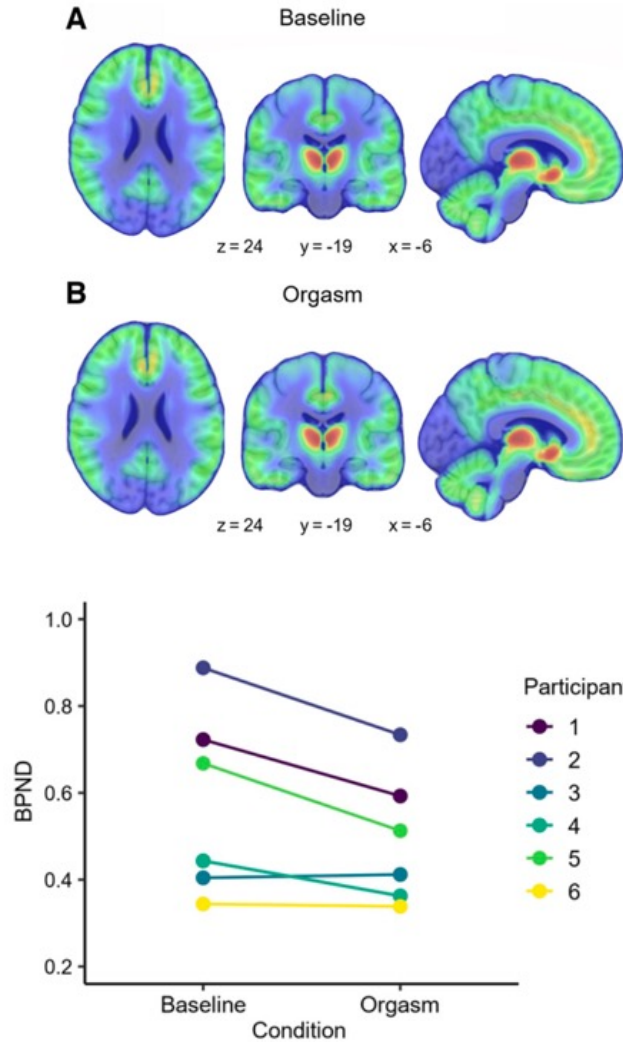 A
Baseline
z = 24 y = -19 x = -6
B
Orgasm
z = 24 y = -19 x = -6
1.0
0.8
0.6
0.4
0.2
BPND
Baseline Orgasm
Condition
Participan
1
2
3
4
5
6